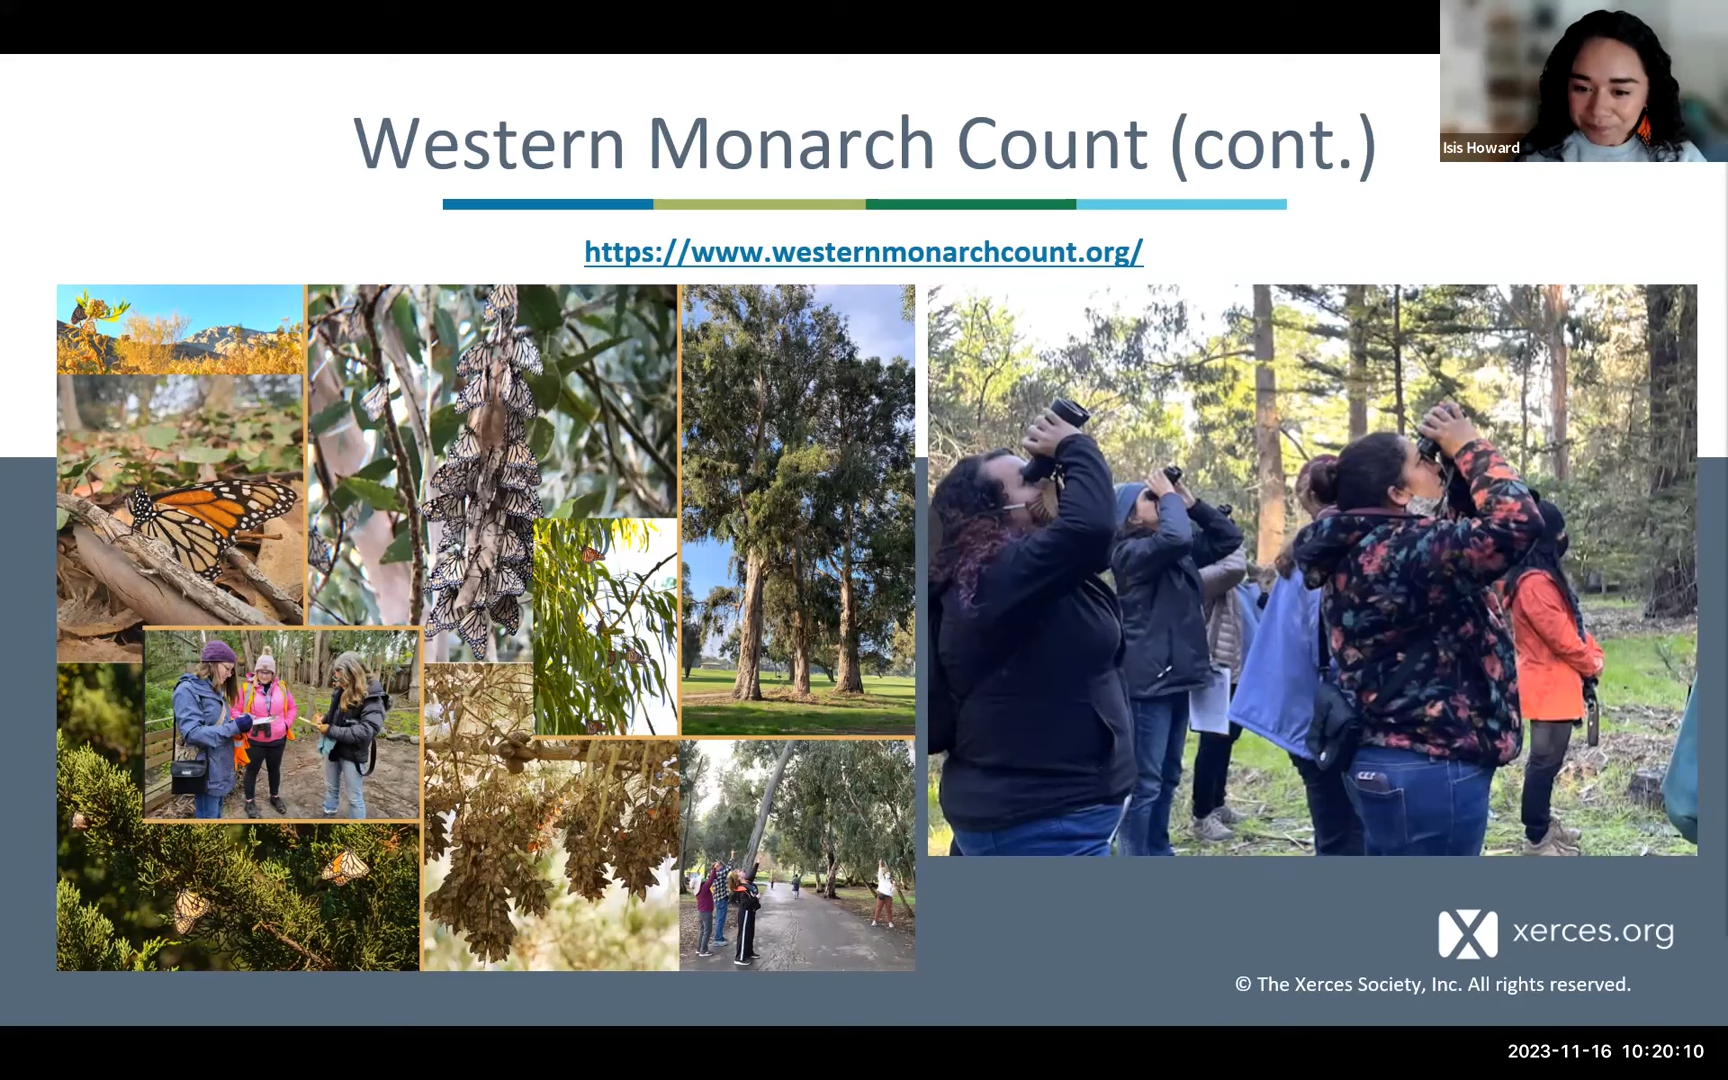 Isis Howard
Western Monarch Count (cont.)
https://www.westernmonarchcount.org/
xerces.org
© The Xerces Society, Inc. All rights reserved.
2023-11-16 10:20:10